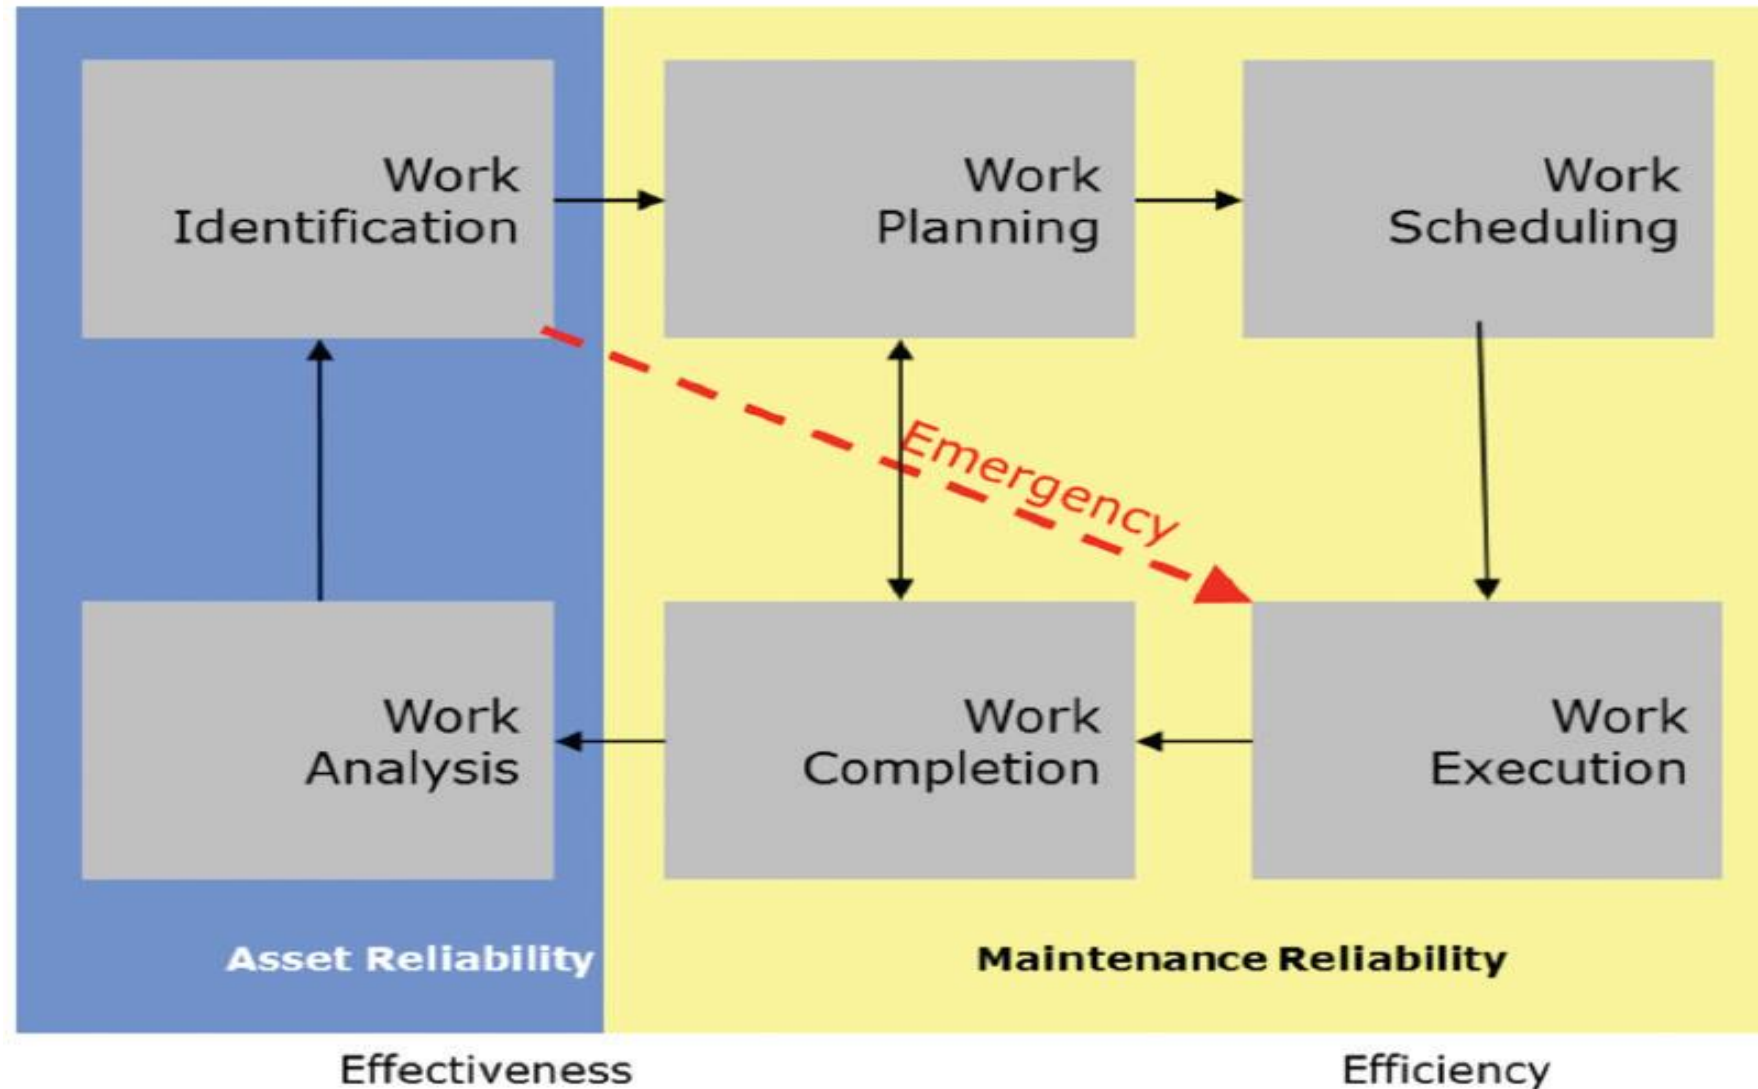 Work
Identification
Work
Planning
Work
Scheduling
Emergency
Work
Analysis
Work
Completion
Work
Execution
Asset Reliability
Maintenance Reliability
Effectiveness
Efficiency